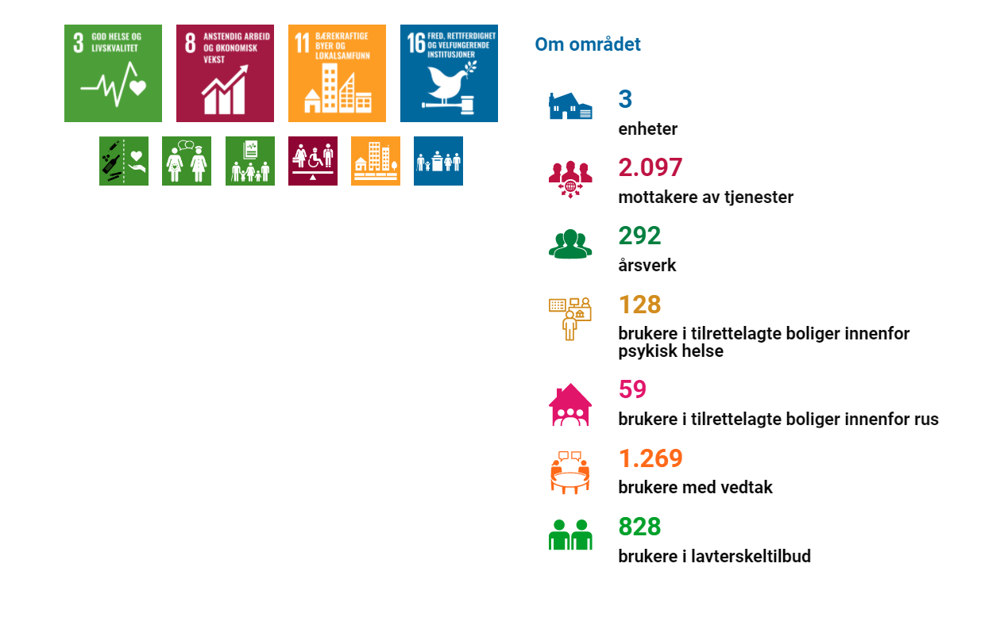 3 GOD HELSE OG
LIVSKVALITET
8 ANSTENDIG ARBEID
OG ØKONOMISK
VEKST
11 BÆREKRAFTIGE
BYER OG
LOKALSAMFUNN
16 FRED, RETTFERDIGHET
OG VELFUNGERENDE
INSTITUSJONER
Om området
3
enheter
2.097
mottakere av tjenester
292
årsverk
128
brukere i tilrettelagte boliger innenfor
psykisk helse
59
brukere i tilrettelagte boliger innenfor rus
1.269
brukere med vedtak
828
brukere i lavterskeltilbud